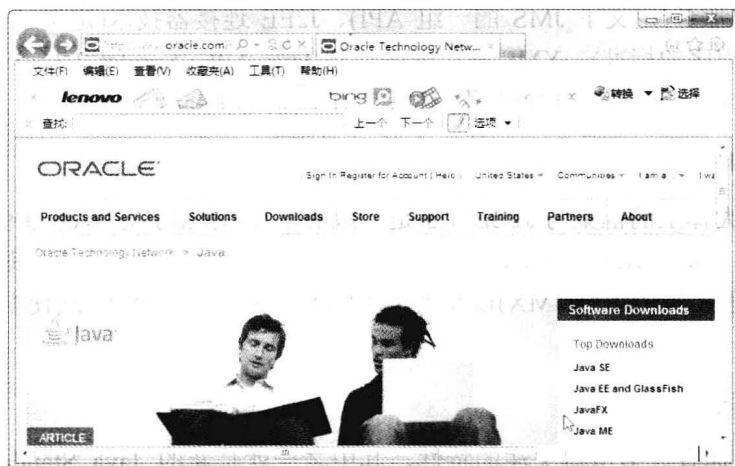 oracle.com
Oracle Technology Netw...
文件(F) 编辑(E) 查看(V) 收藏夹(A) 工具(T) 帮助(H)
lenovo bing 转换 选择
查找: 上一个 下一个 选项
ORACLE
Sign In Register for Account Help United States Communities I am a... I wa
Products and Services Solutions Downloads Store Support Training Partners About
Oracle Technology Network > Java
Java
Software Downloads
Top Downloads
Java SE
Java EE and GlassFish
JavaFX
Java ME
ARTICLE